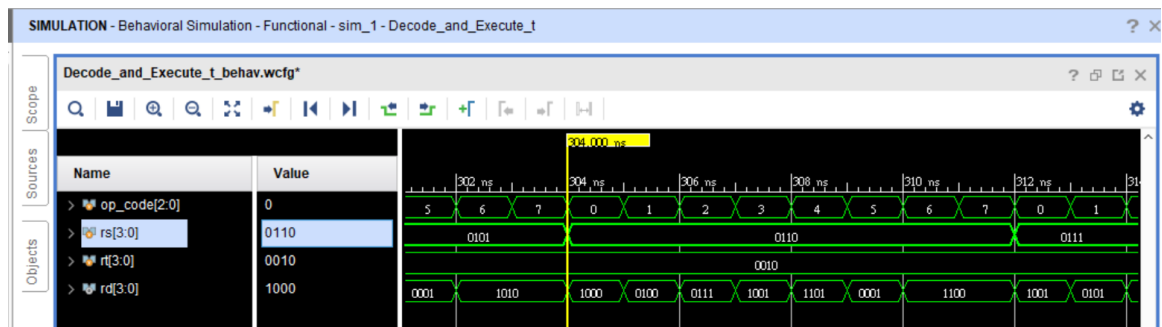 SIMULATION - Behavioral Simulation - Functional - sim_1 - Decode_and_Execute_t
? ×
Decode_and_Execute_t_behav.wcfg*
Scope
Sources
Objects
304.000 ns
Name Value
302 ns 304 ns 306 ns 308 ns 310 ns 312 ns 31
> op_code[2:0] 0 5 6 7 0 1 2 3 4 5 6 7 0 1
> rs[3:0] 0110 0101 0110 0111
> rt[3:0] 0010 0010
> rd[3:0] 1000 0001 1010 1000 0100 0111 1001 1101 0001 1100 1001 0101